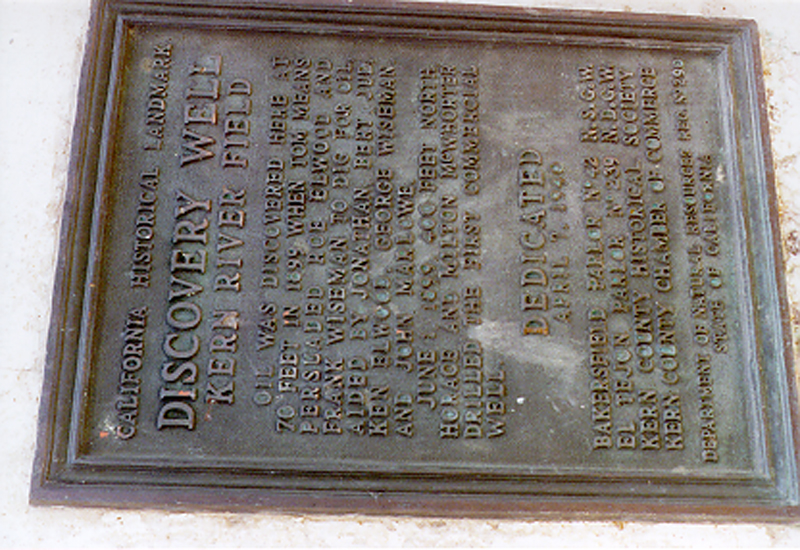 CALIFORNIA HISTORICAL LANDMARK
DISCOVERY WELL
KERN RIVER FIELD
OIL WAS DISCOVERED HERE AT
70 FEET IN 1899 WHEN TOM MEANS
PERSUADED ROE ELWOOD AND
FRANK WISEMAN TO DIG FOR OIL
AIDED BY JONATHAN, BERT, JUD,
KEN ELWOOD, GEORGE WISEMAN
AND JOHN MARLOWE.
JUNE 1, 1899, 400 FEET NORTH,
HORACE AND MILTON MCWHORTER
DRILLED THE FIRST COMMERCIAL
WELL.
DEDICATED
APRIL 7, 1940
BAKERSFIELD PARLOR Nº 42 N.S.G.W.
EL TEJON PARLOR Nº 239 N.D.G.W.
KERN COUNTY HISTORICAL SOCIETY
KERN COUNTY CHAMBER OF COMMERCE
DEPARTMENT OF NATURAL RESOURCES REG. Nº 290
STATE OF CALIFORNIA